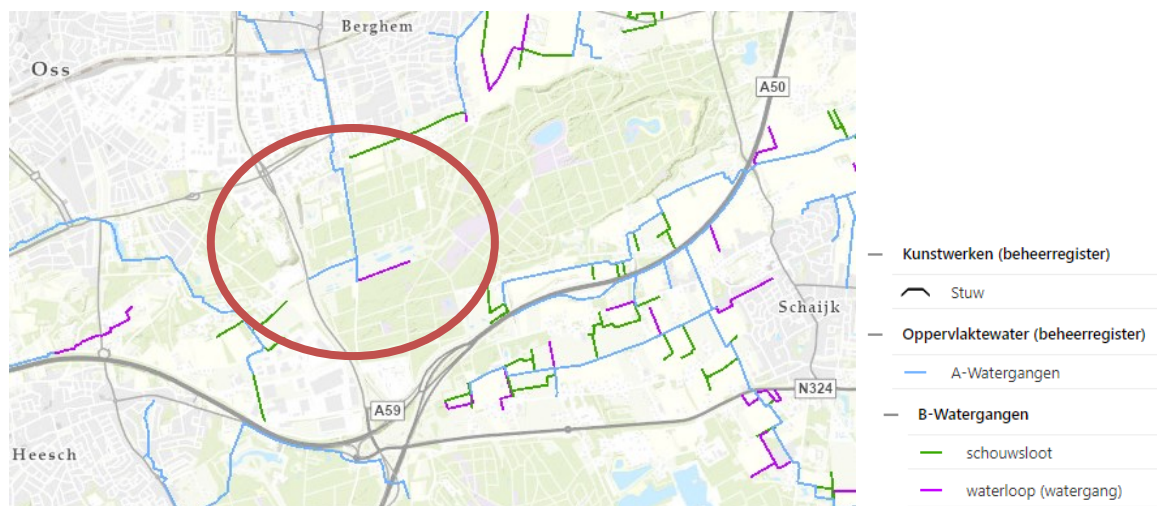 Berghem
Oss
A50
Schaijk
N324
A59
Heesch
Kunstwerken (beheerregister)
Stuw
Oppervlaktewater (beheerregister)
A-Watergangen
B-Watergangen
schouwsloot
waterloop (watergang)